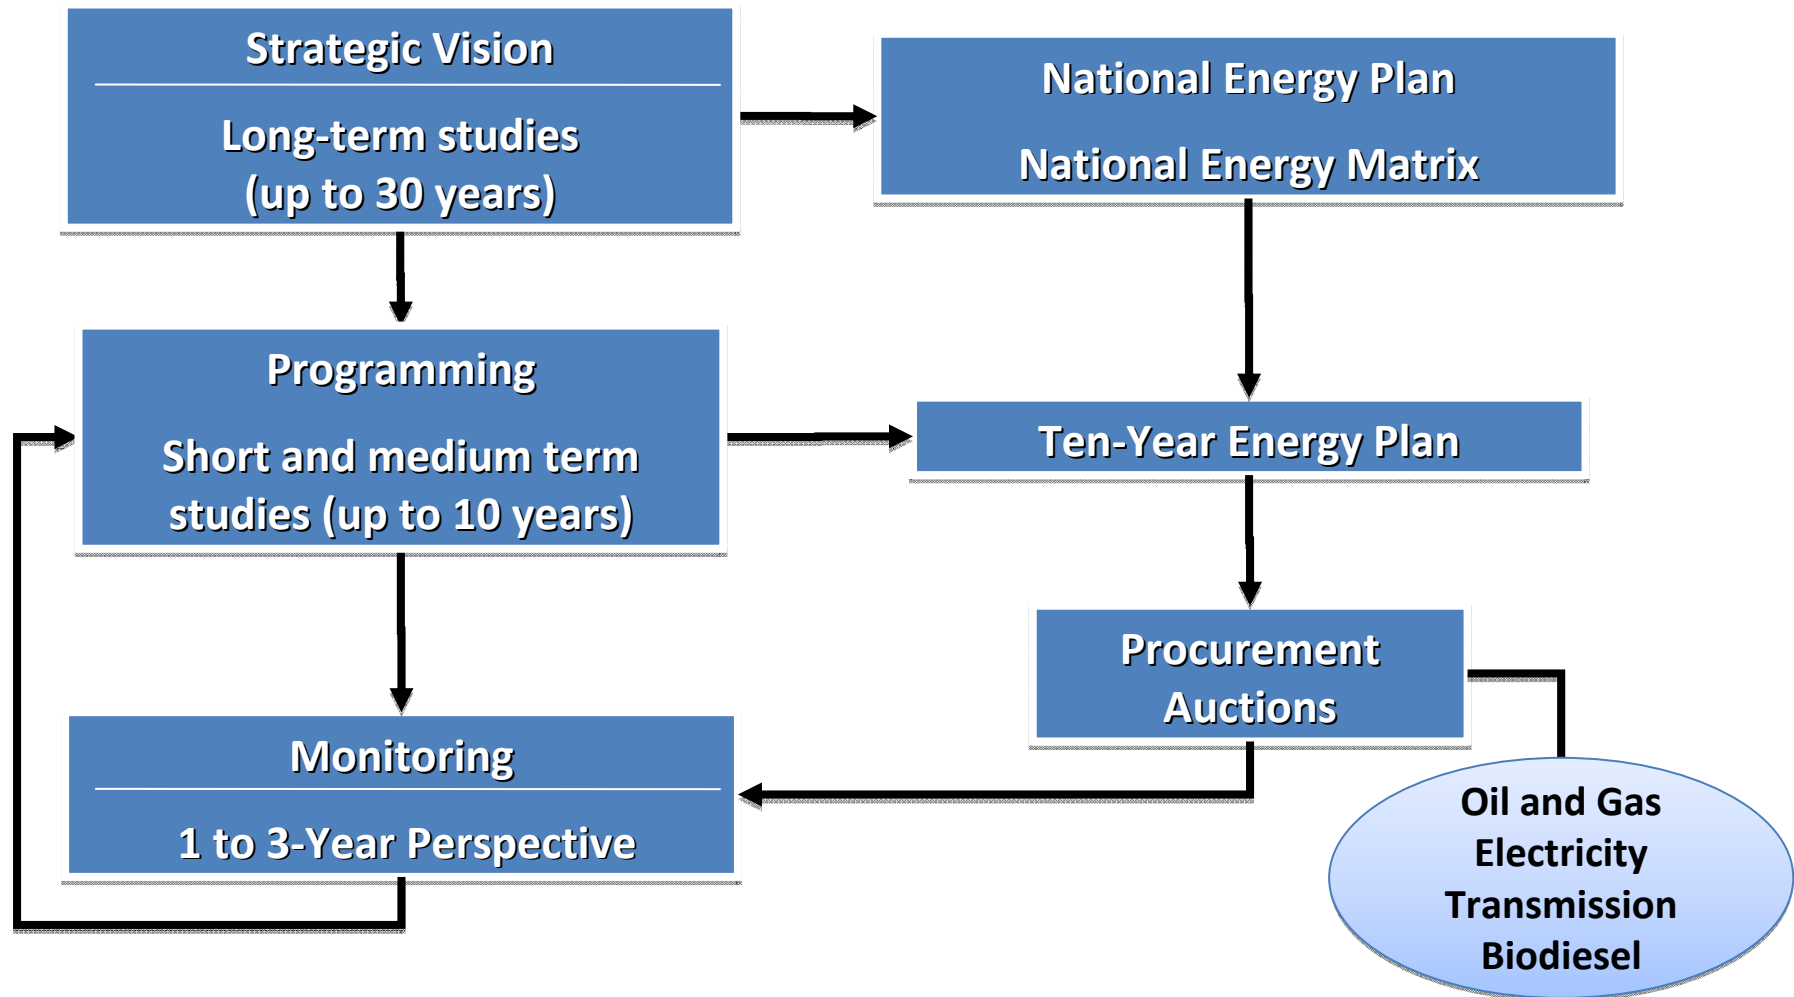 Strategic Vision
Long-term studies
(up to 30 years)
National Energy Plan
National Energy Matrix
Programming
Short and medium term
studies (up to 10 years)
Ten-Year Energy Plan
Procurement
Auctions
Monitoring
1 to 3-Year Perspective
Oil and Gas
Electricity
Transmission
Biodiesel